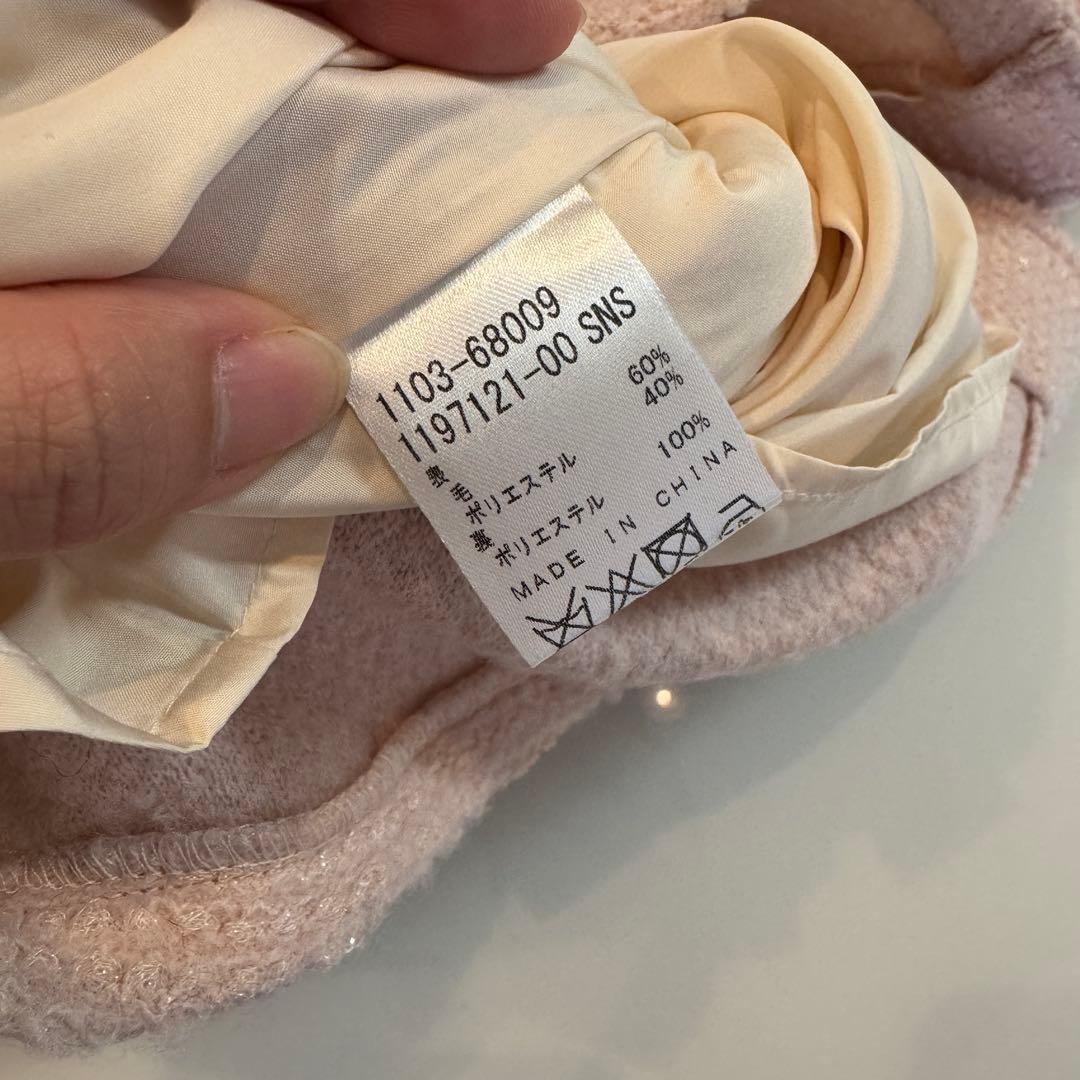 1103-68009
1197121-00 SNS
表
毛 60%
ポリエステル 40%
裏
ポリエステル 100%
MADE IN CHINA